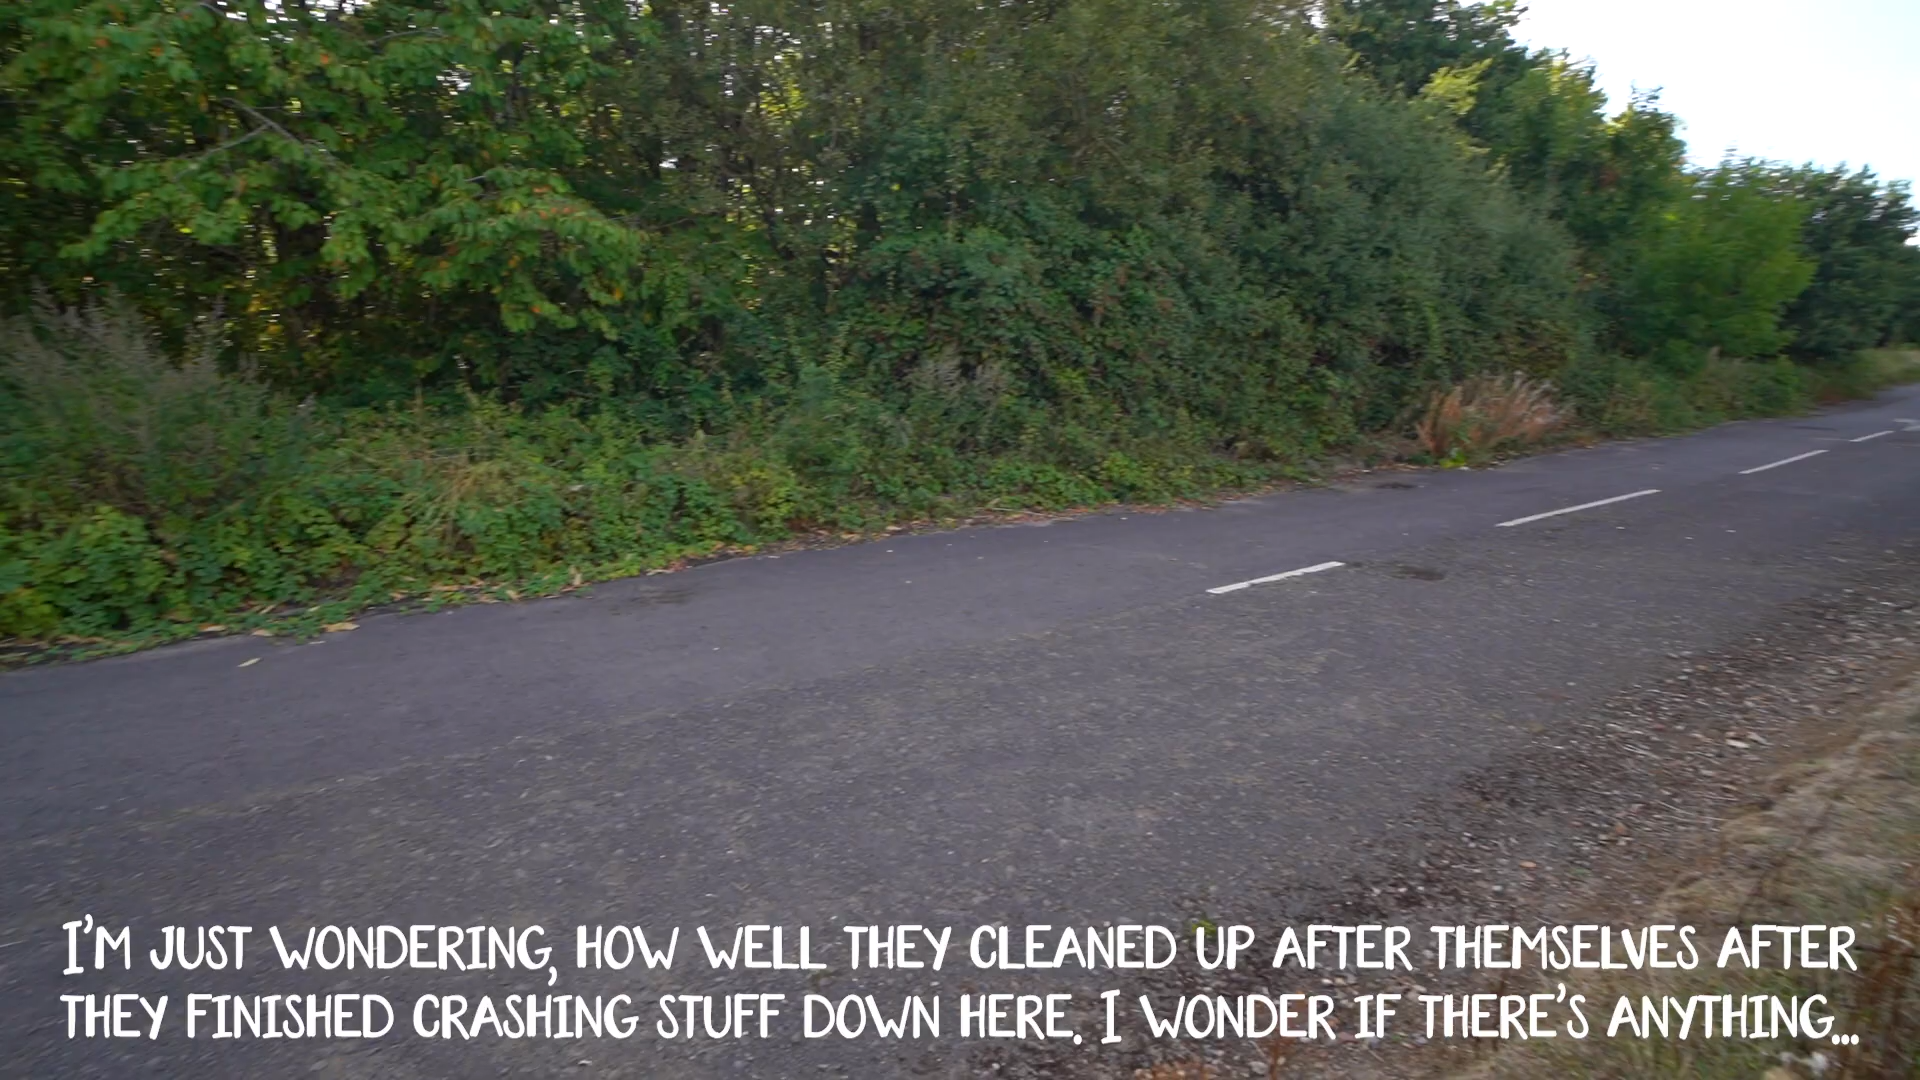 I'M JUST WONDERING, HOW WELL THEY CLEANED UP AFTER THEMSELVES AFTER
THEY FINISHED CRASHING STUFF DOWN HERE. I WONDER IF THERE'S ANYTHING...